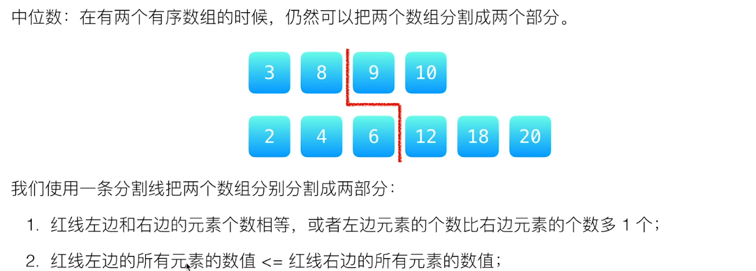 中位数：在有两个有序数组的时候，仍然可以把两个数组分割成两个部分。
3 8 9 10
2 4 6 12 18 20
我们使用一条分割线把两个数组分别分割成两部分：
1. 红线左边和右边的元素个数相等，或者左边元素的个数比右边元素的个数多 1 个；
2. 红线左边的所有元素的数值 <= 红线右边的所有元素的数值；